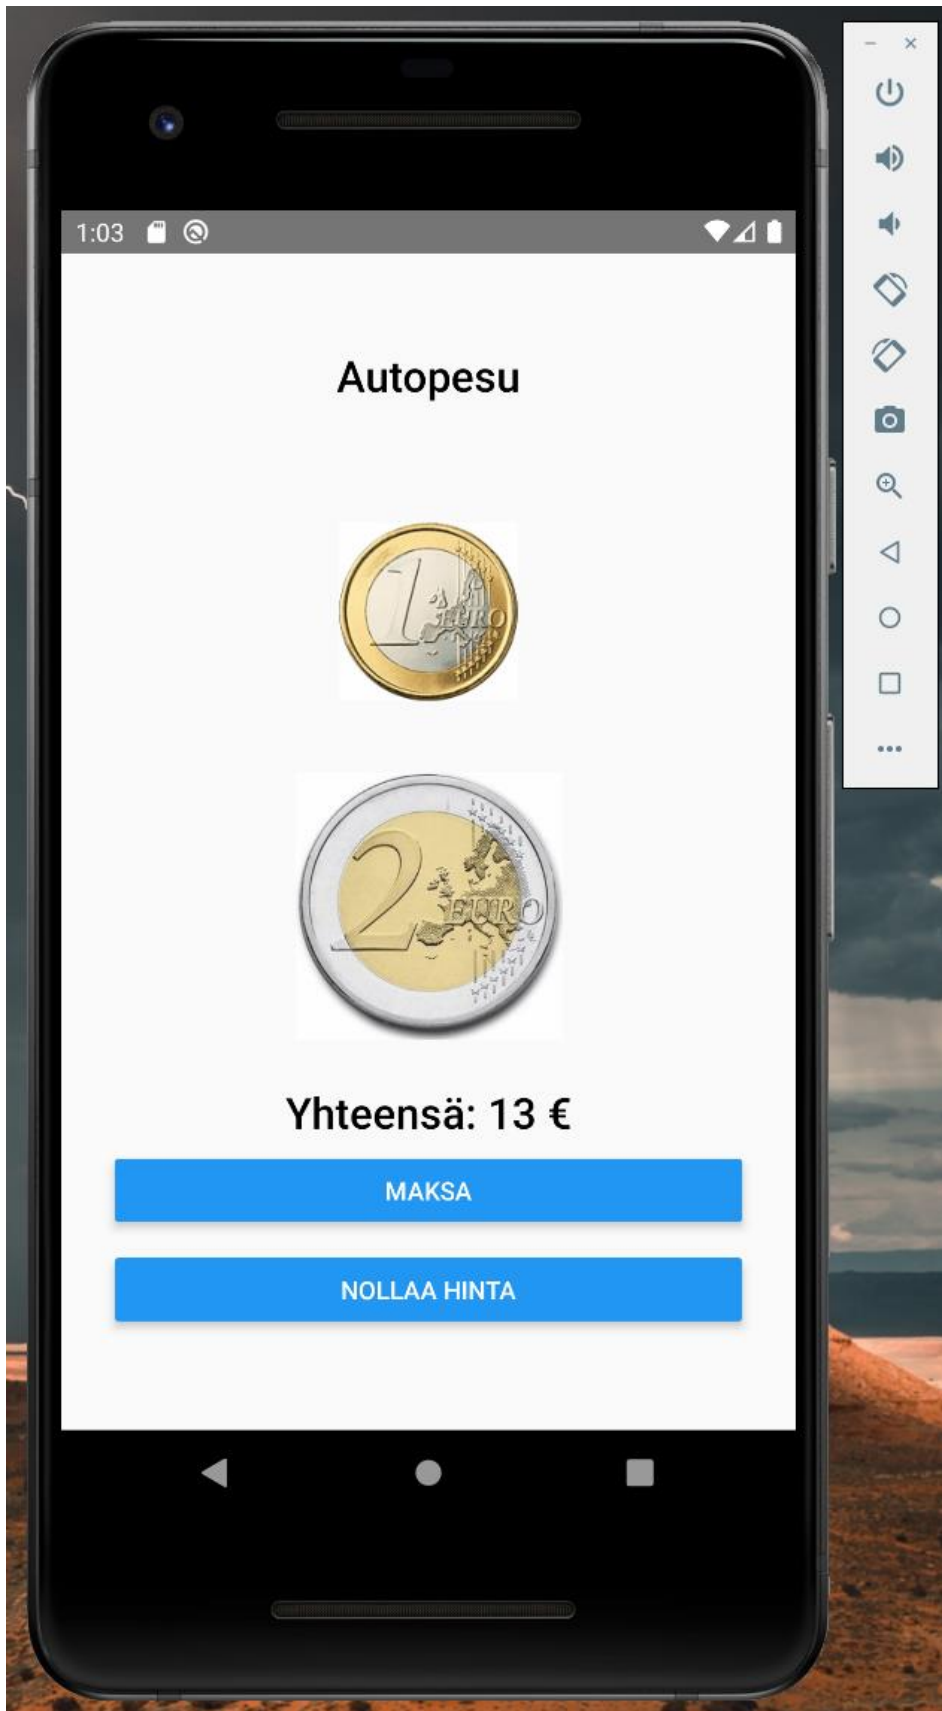 1:03
Autopesu
1 EURO
2 EURO
Yhteensä: 13 €
MAKSA
NOLLAA HINTA